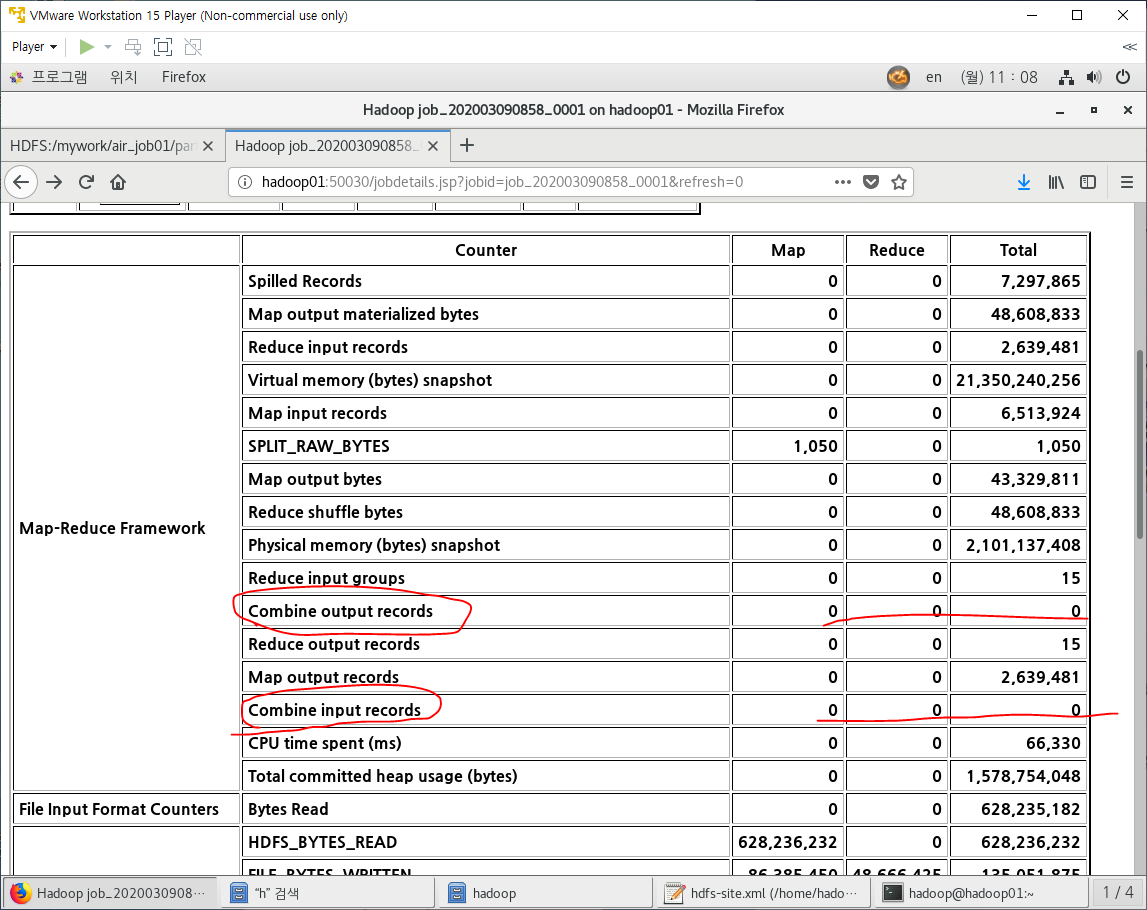 VMware Workstation 15 Player (Non-commercial use only)
Player
프로그램 위치 Firefox en (월) 11 : 08
Hadoop job_202003090858_0001 on hadoop01 - Mozilla Firefox
HDFS:/mywork/air_job01/par Hadoop job_202003090858_
hadoop01:50030/jobdetails.jsp?jobid=job_202003090858_0001&refresh=0
Counter Map Reduce Total
Spilled Records 0 0 7,297,865
Map output materialized bytes 0 0 48,608,833
Reduce input records 0 0 2,639,481
Virtual memory (bytes) snapshot 0 0 21,350,240,256
Map input records 0 0 6,513,924
SPLIT_RAW_BYTES 1,050 0 1,050
Map output bytes 0 0 43,329,811
Reduce shuffle bytes 0 0 48,608,833
Map-Reduce Framework
Physical memory (bytes) snapshot 0 0 2,101,137,408
Reduce input groups 0 0 15
Combine output records 0 0 0
Reduce output records 0 0 15
Map output records 0 0 2,639,481
Combine input records 0 0 0
CPU time spent (ms) 0 0 66,330
Total committed heap usage (bytes) 0 0 1,578,754,048
File Input Format Counters Bytes Read 0 0 628,235,182
HDFS_BYTES_READ 628,236,232 0 628,236,232
FILE_BYTES_WRITTEN 86,385,450 48,666,425 135,051,875
Hadoop job_2020030908··· "h" 검색 hadoop hdfs-site.xml (/home/hado··· hadoop@hadoop01:~ 1 / 4